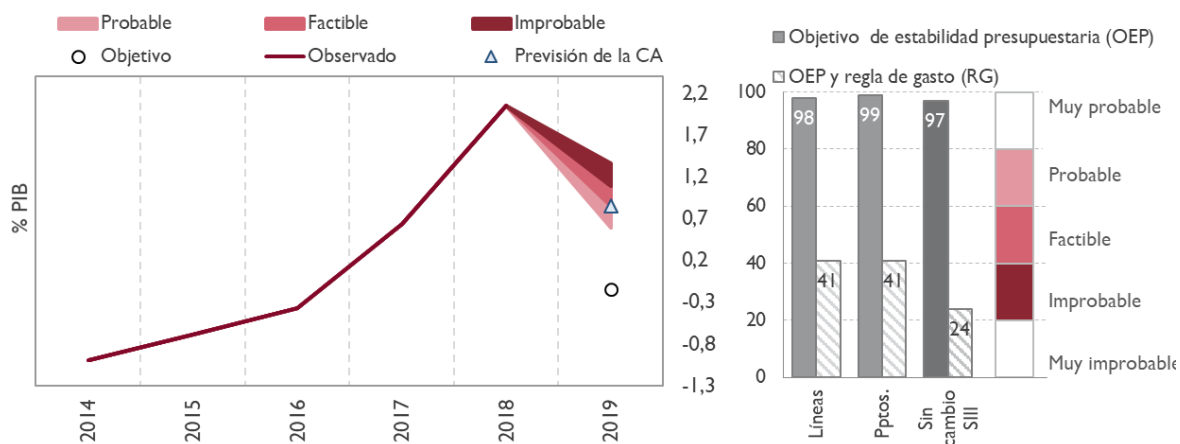 Probable Factible Improbable
Objetivo Observado Previsión de la CA
% PIB
2,2
1,7
1,2
0,7
0,2
-0,3
-0,8
-1,3
2014 2015 2016 2017 2018 2019
Objetivo de estabilidad presupuestaria (OEP)
OEP y regla de gasto (RG)
100
80
60
40
20
0
98 99 97
41 41 24
Muy probable
Probable
Factible
Improbable
Muy improbable
Líneas
Pptos.
Sin
cambio
SIII